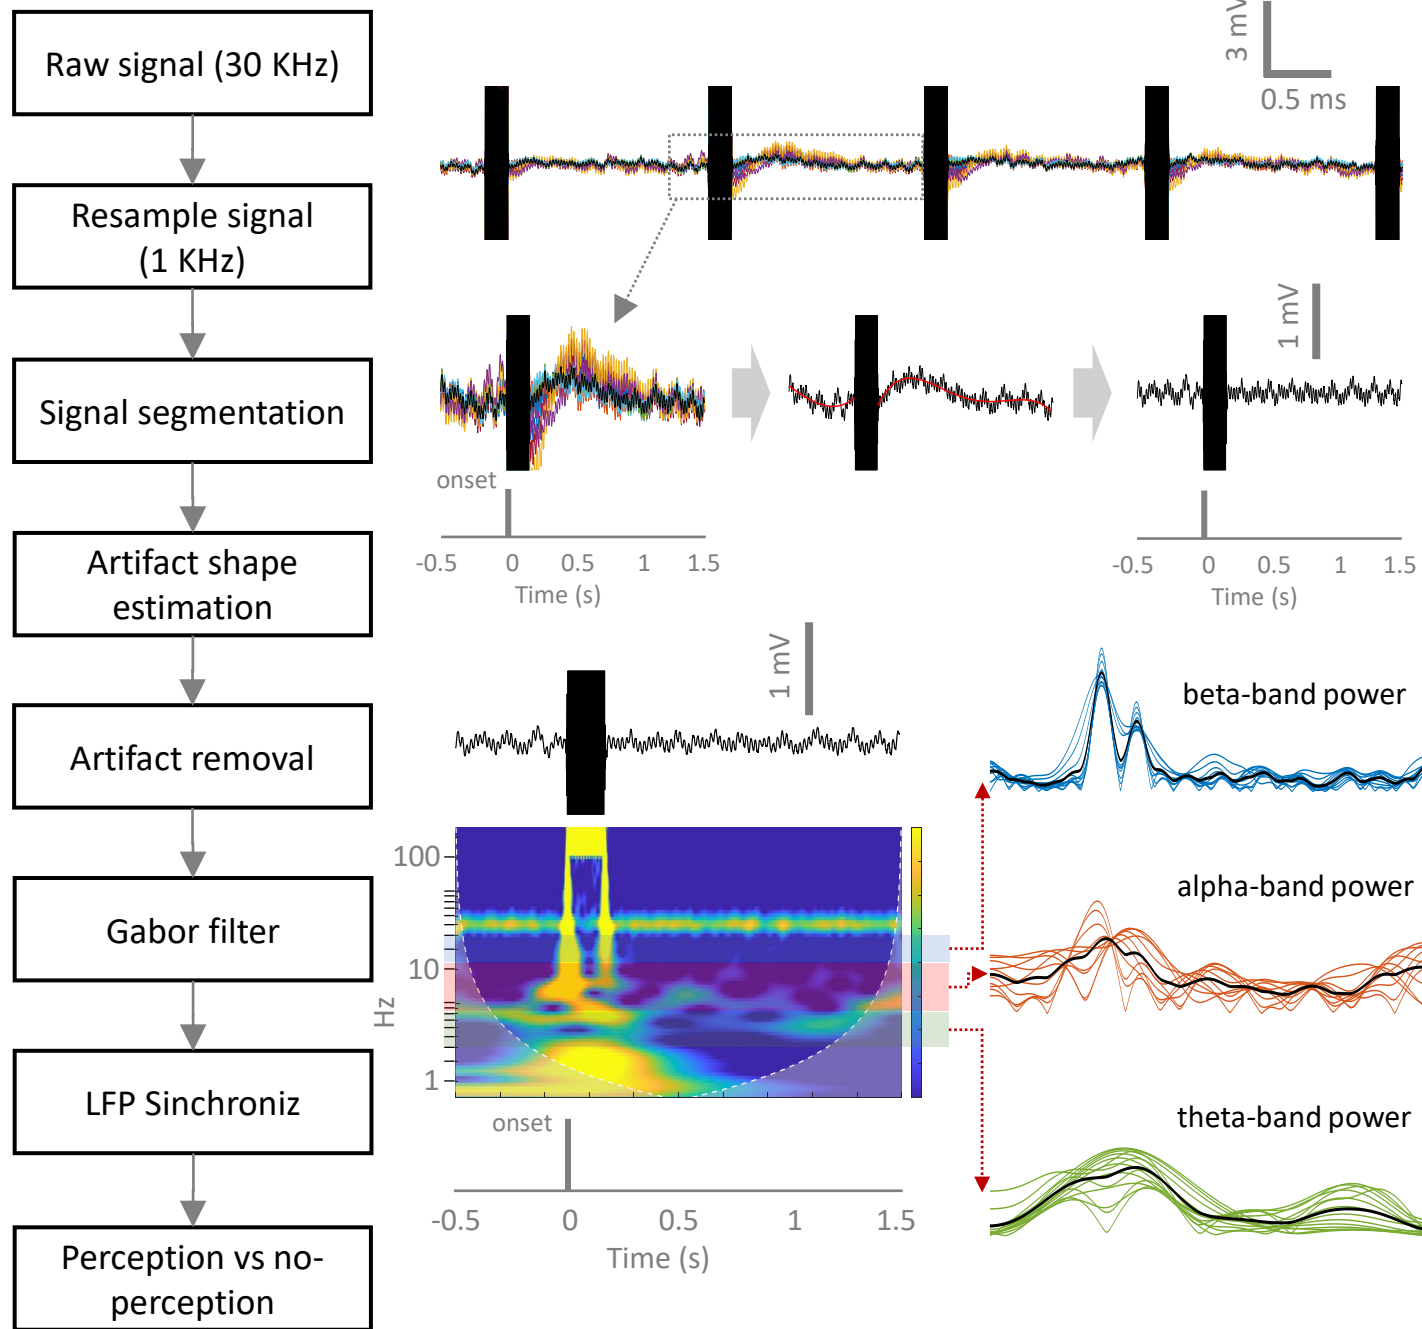 Raw signal (30 KHz)
Resample signal
(1 KHz)
Signal segmentation
Artifact shape
estimation
Artifact removal
Gabor filter
LFP Sinchroniz
Perccption vs no-
perception
3 mV
0.5 ms
1 mV
onset
-0.5 0 0.5 1 1.5
Time (s)
-0.5 0 0.5 1 1.5
Time (s)
1 mV
100
10
1
Hz
onset
-0.5 0 0.5 1 1.5
Time (s)
beta-band power
alpha-band power
theta-band power